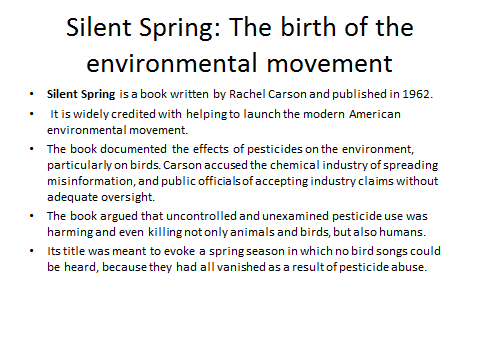 Silent Spring: The birth of the
environmental movement
• Silent Spring is a book written by Rachel Carson and published in 1962.
• It is widely credited with helping to launch the modern American
environmental movement.
• The book documented the effects of pesticides on the environment,
particularly on birds. Carson accused the chemical industry of spreading
misinformation, and public officials of accepting industry claims without
adequate oversight.
• The book argued that uncontrolled and unexamined pesticide use was
harming and even killing not only animals and birds, but also humans.
• Its title was meant to evoke a spring season in which no bird songs could
be heard, because they had all vanished as a result of pesticide abuse.